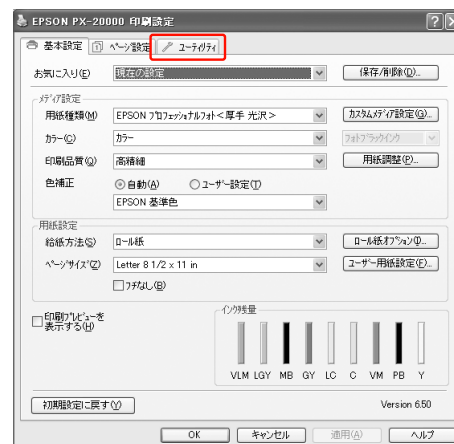 EPSON PX-20000 印刷設定
基本設定 ページ設定 ユーティリティ
お気に入り(E) 現在の設定 保存/削除(D)...
メディア設定
用紙種類(M) EPSON プロフェッショナルフォト<厚手 光沢> カスタムメディア設定(G)...
カラー(C) カラー フォトブラックインク
印刷品質(Q) 高精細 用紙調整(P)...
色補正 自動(A) ユーザー設定(T)
EPSON 基準色
用紙設定
給紙方法(S) ロール紙 ロール紙オプション(I)...
ページサイズ(Z) Letter 8 1/2 x 11 in ユーザー用紙設定(F)...
フチなし(B)
印刷プレビューを
表示する(H)
インク残量
VLM LGY MB GY LC C VM PB Y
初期設定に戻す(Y) Version 6.50
OK キャンセル 適用(A) ヘルプ